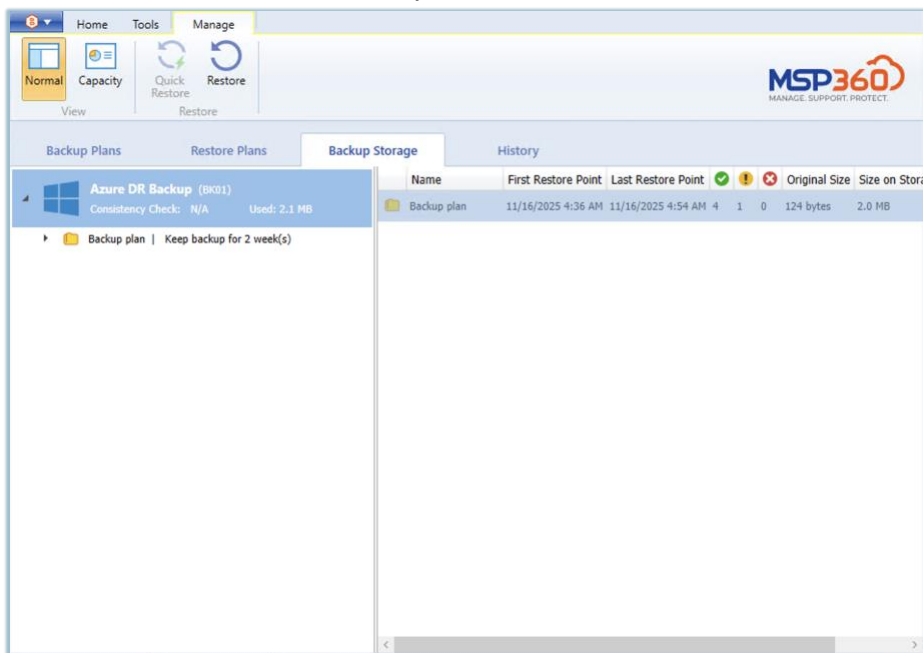 Home Tools Manage
Normal Capacity Quick Restore Restore
View Restore
MSP360
MANAGE. SUPPORT. PROTECT.
Backup Plans Restore Plans Backup Storage History
Azure DR Backup (BK01)
Consistency Check: N/A Used: 2.1 MB
Backup plan | Keep backup for 2 week(s)
Name First Restore Point Last Restore Point Original Size Size on Stora
Backup plan 11/16/2025 4:36 AM 11/16/2025 4:54 AM 4 1 0 124 bytes 2.0 MB